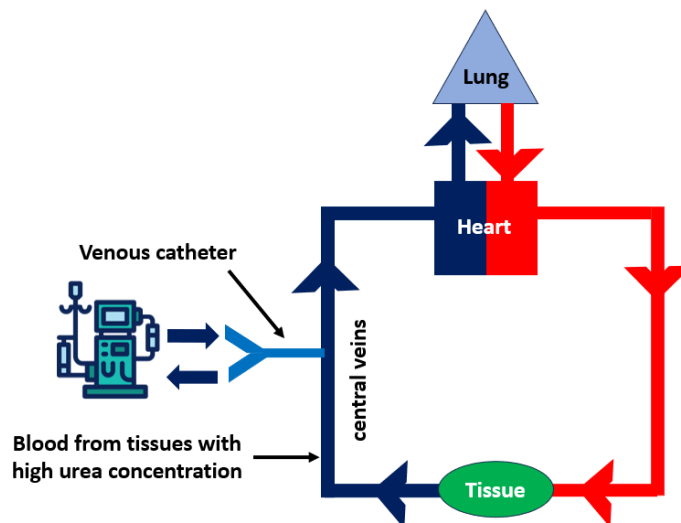 Lung
Heart
Venous catheter
central veins
Blood from tissues with
high urea concentration
Tissue